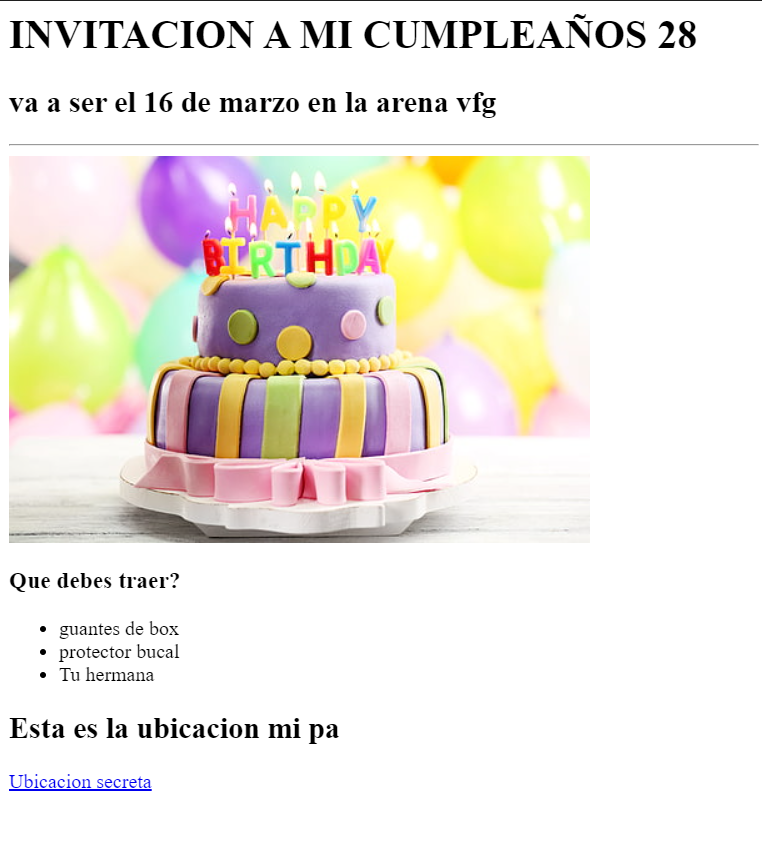 INVITACION A MI CUMPLEAÑOS 28
va a ser el 16 de marzo en la arena vfg
HAPPY
BIRTHDAY
Que debes traer?
guantes de box
protector bucal
Tu hermana
Esta es la ubicacion mi pa
Ubicacion secreta